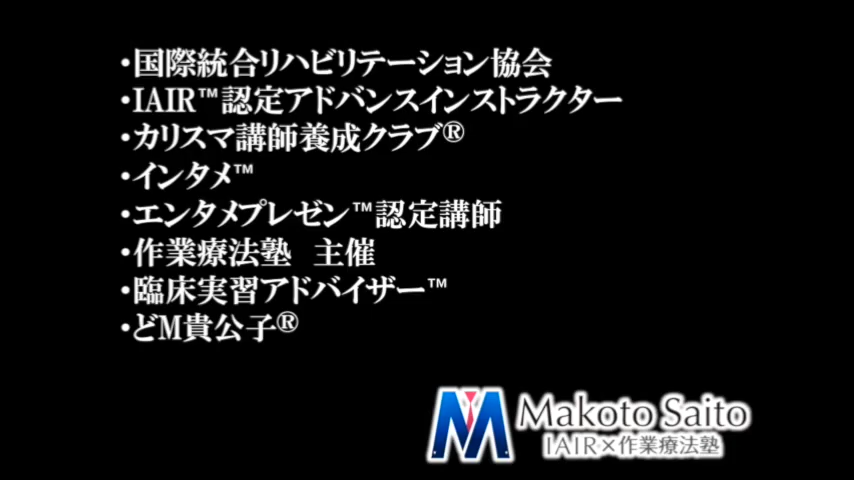 ・国際統合リハビリテーション協会
・IAIR™認定アドバンスインストラクター
・カリスマ講師養成クラブ®
・インタメ™
・エンタメプレゼン™認定講師
・作業療法塾　主催
・臨床実習アドバイザー™
・どM貴公子®
M Makoto Saito
IAIR×作業療法塾